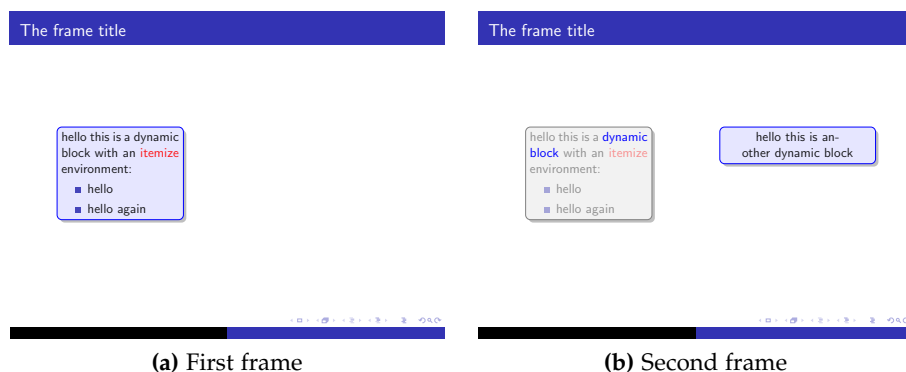 The frame title
hello this is a dynamic
block with an itemize
environment:
hello
hello again
(a) First frame
The frame title
hello this is a dynamic
block with an itemize
environment:
hello
hello again
hello this is an-
other dynamic block
(b) Second frame